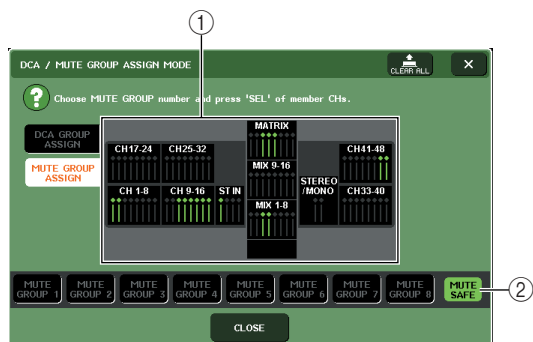 ①
DCA / MUTE GROUP ASSIGN MODE
CLEAR ALL
×
? Choose MUTE GROUP number and press 'SEL' of member CHs.
DCA GROUP
ASSIGN
MUTE GROUP
ASSIGN
MATRIX
CH17-24 CH25-32
CH41-48
MIX 9-16
STEREO
/MONO
CH 1-8 CH 9-16 ST IN
CH33-40
MIX 1-8
MUTE
GROUP 1
MUTE
GROUP 2
MUTE
GROUP 3
MUTE
GROUP 4
MUTE
GROUP 5
MUTE
GROUP 6
MUTE
GROUP 7
MUTE
GROUP 8
MUTE
SAFE
②
CLOSE